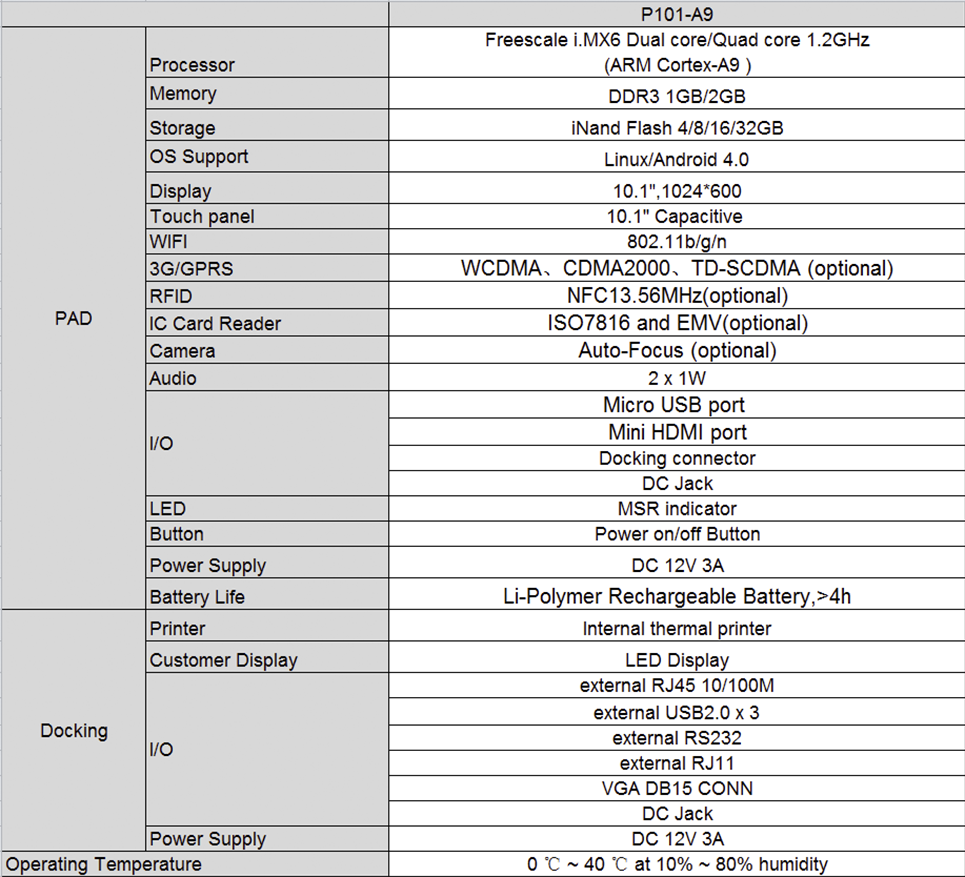 P101-A9
PAD
Processor
Freescale i.MX6 Dual core/Quad core 1.2GHz
(ARM Cortex-A9 )
Memory
DDR3 1GB/2GB
Storage
iNand Flash 4/8/16/32GB
OS Support
Linux/Android 4.0
Display
10.1",1024*600
Touch panel
10.1" Capacitive
WIFI
802.11b/g/n
3G/GPRS
WCDMA、CDMA2000、TD-SCDMA (optional)
RFID
NFC13.56MHz(optional)
IC Card Reader
ISO7816 and EMV(optional)
Camera
Auto-Focus (optional)
Audio
2 x 1W
I/O
Micro USB port
Mini HDMI port
Docking connector
DC Jack
LED
MSR indicator
Button
Power on/off Button
Power Supply
DC 12V 3A
Battery Life
Li-Polymer Rechargeable Battery,>4h
Docking
Printer
Internal thermal printer
Customer Display
LED Display
I/O
external RJ45 10/100M
external USB2.0 x 3
external RS232
external RJ11
VGA DB15 CONN
DC Jack
Power Supply
DC 12V 3A
Operating Temperature
0 ℃ ~ 40 ℃ at 10% ~ 80% humidity